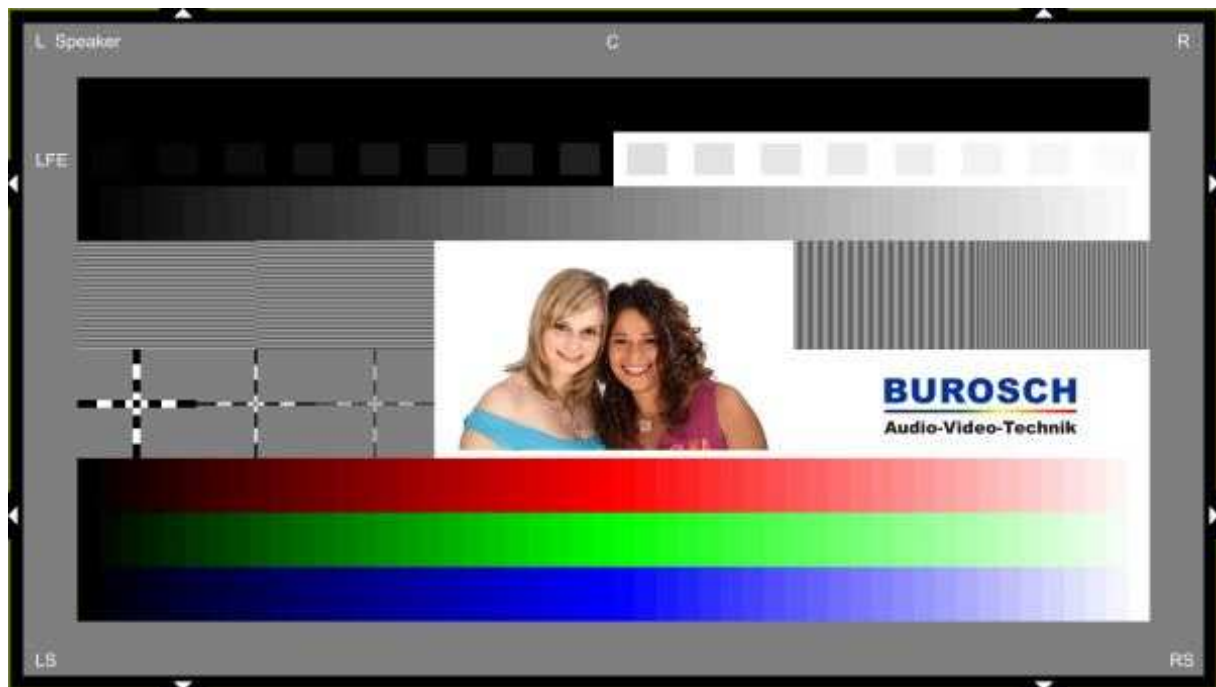 L Speaker
C
R
LFE
BUROSCH
Audio-Video-Technik
LS
RS